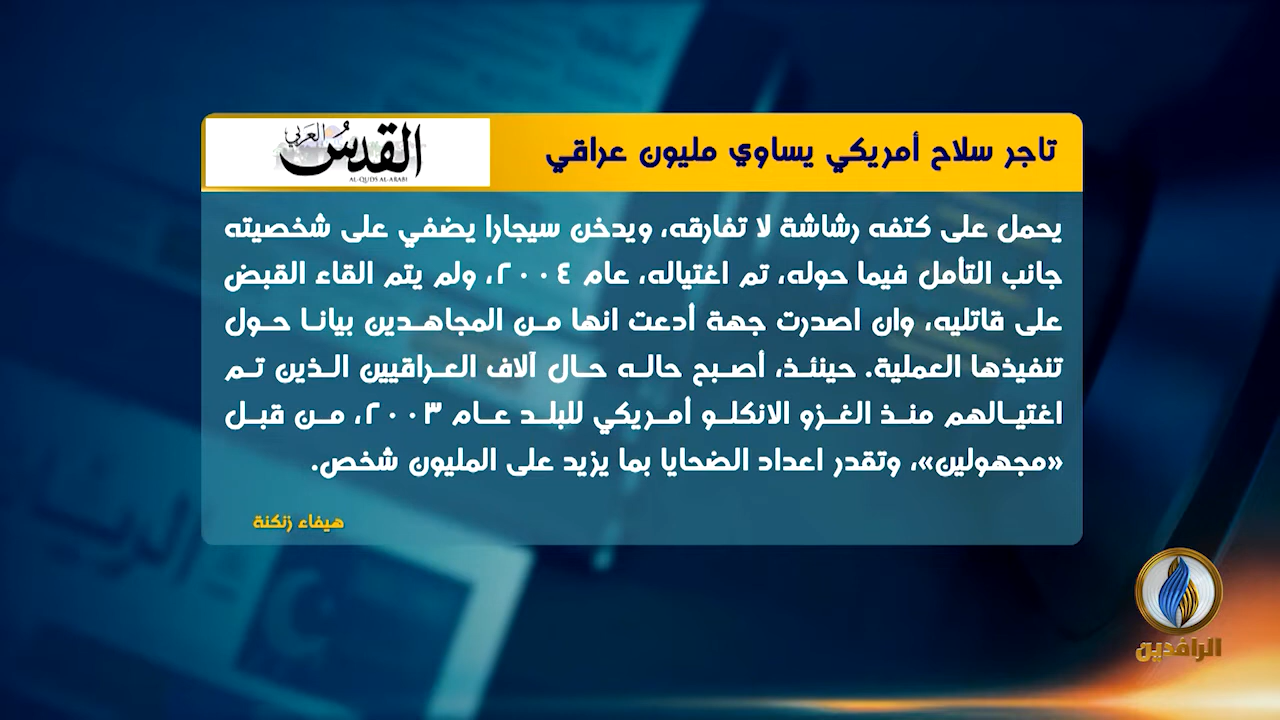 تاجر سلاح أمريكي يساوي مليون عراقي
القدس العربي
AL-QUDS AL-ARABI
يحمل على كتفه رشاشة لا تفارقه، ويدخن سيجارا يضفي على شخصيته
جانب التأمل فيما حوله، تم اغتياله، عام ٢٠٠٤، ولم يتم القاء القبض
على قاتليه، وان اصدرت جهة أدعت انها من المجاهدين بيانا حول
تنفيذها العملية. حينئذ، أصبح حاله حال آلاف العراقيين الذين تم
اغتيالهم منذ الغزو الانكلو أمريكي للبلد عام ٢٠٠٣، من قبل
«مجهولين»، وتقدر اعداد الضحايا بما يزيد على المليون شخص.
هيفاء زنكنة
الرافدين